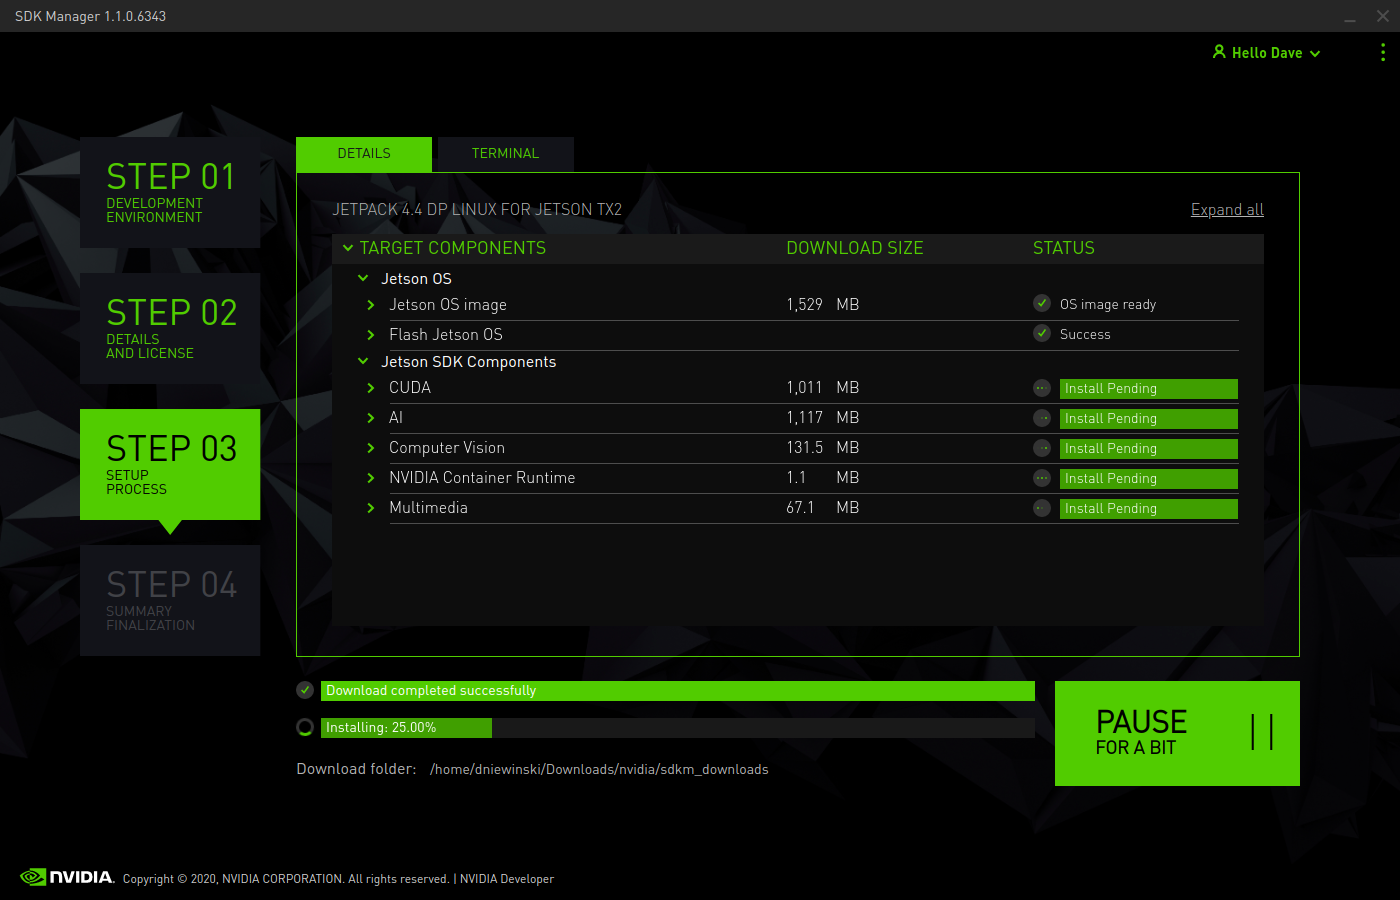 SDK Manager 1.1.0.6343
Hello Dave
STEP 01
DEVELOPMENT
ENVIRONMENT
STEP 02
DETAILS
AND LICENSE
STEP 03
SETUP
PROCESS
STEP 04
SUMMARY
FINALIZATION
DETAILS TERMINAL
JETPACK 4.4 DP LINUX FOR JETSON TX2 Expand all
TARGET COMPONENTS DOWNLOAD SIZE STATUS
Jetson OS
Jetson OS image 1,529 MB OS image ready
Flash Jetson OS Success
Jetson SDK Components
CUDA 1,011 MB Install Pending
AI 1,117 MB Install Pending
Computer Vision 131.5 MB Install Pending
NVIDIA Container Runtime 1.1 MB Install Pending
Multimedia 67.1 MB Install Pending
Download completed successfully
Installing: 25.00%
Download folder: /home/dniewinski/Downloads/nvidia/sdkm_downloads
PAUSE
FOR A BIT
NVIDIA. Copyright © 2020, NVIDIA CORPORATION. All rights reserved. | NVIDIA Developer